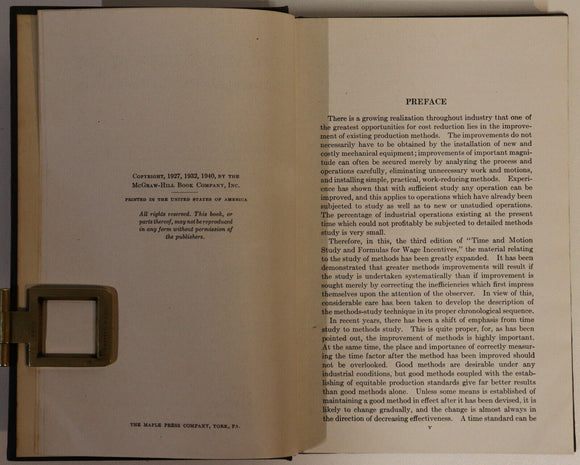 COPYRIGHT, 1927, 1932, 1940, BY THE
MCGRAW-HILL BOOK COMPANY, INC.
PRINTED IN THE UNITED STATES OF AMERICA
All rights reserved. This book, or
parts thereof, may not be reproduced
in any form without permission of
the publishers.
THE MAPLE PRESS COMPANY, YORK, PA.
PREFACE
There is a growing realization throughout industry that one of
the greatest opportunities for cost reduction lies in the improve-
ment of existing production methods. The improvements do not
necessarily have to be obtained by the installation of new and
costly mechanical equipment; improvements of important magni-
tude can often be secured merely by analyzing the process and
operations carefully, eliminating unnecessary work and motions,
and installing simple, practical, work-reducing methods. Experi-
ence has shown that with sufficient study any operation can be
improved, and this applies to operations which have already been
subjected to study as well as to new or unstudied operations.
The percentage of industrial operations existing at the present
time which could not profitably be subjected to detailed methods
study is very small.
Therefore, in this, the third edition of "Time and Motion
Study and Formulas for Wage Incentives," the material relating
to the study of methods has been greatly expanded. It has been
demonstrated that greater methods improvements will result if
the study is undertaken systematically than if improvement is
sought merely by correcting the inefficiencies which first impress
themselves upon the attention of the observer. In view of this,
considerable care has been taken to develop the description of
the methods-study technique in its proper chronological sequence.
In recent years, there has been a shift of emphasis from time
study to methods study. This is quite proper, for, as has been
pointed out, the improvement of methods is highly important.
At the same time, the place and importance of correctly measur-
ing the time factor after the method has been improved should
not be overlooked. Good methods are desirable under any
industrial conditions, but good methods coupled with the estab-
lishing of equitable production standards give far better results
than good methods alone. Unless some means is established of
maintaining a good method in effect after it has been devised, it is
likely to change gradually, and the change is almost always in
the direction of decreasing effectiveness. A time standard can be
v